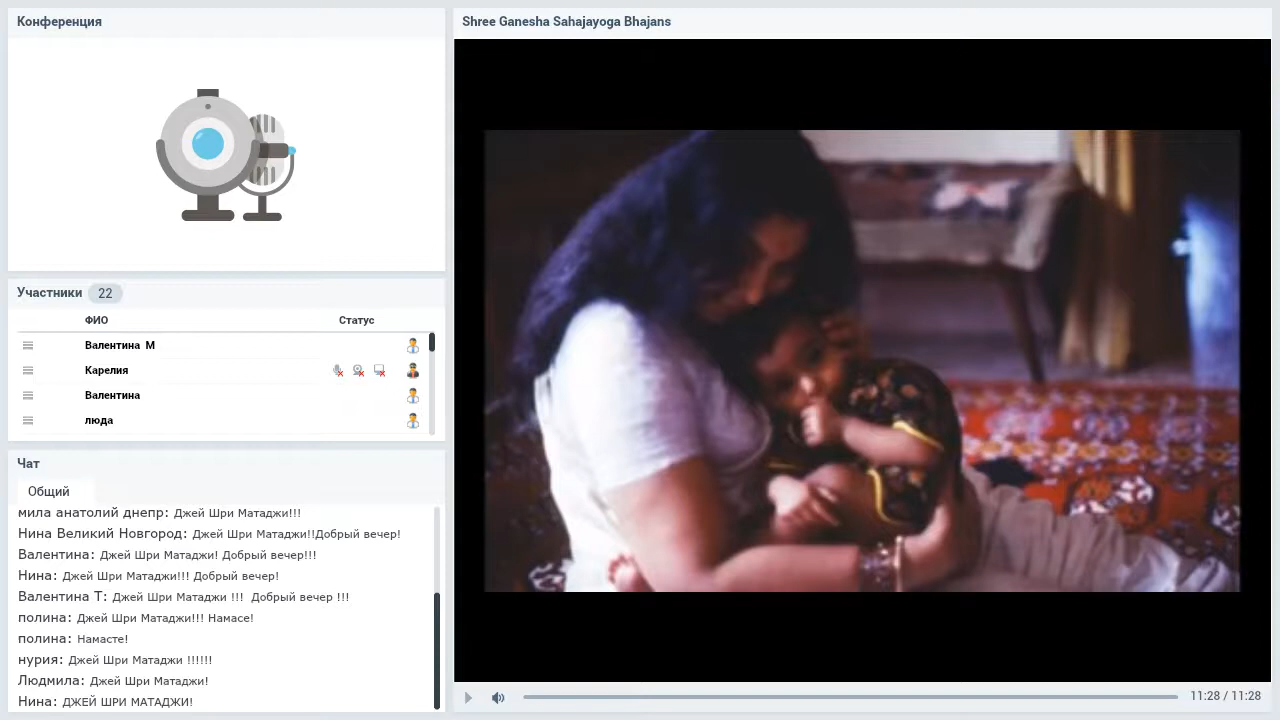 Конференция
Shree Ganesha Sahajayoga Bhajans
Участники 22
ФИО Статус
Валентина М
Карелия
Валентина
люда
Чат
Общий
мила анатолий днепр: Джей Шри Матаджи!!!
Нина Великий Новгород: Джей Шри Матаджи!!Добрый вечер!
Валентина: Джей Шри Матаджи! Добрый вечер!!!
Нина: Джей Шри Матаджи!!! Добрый вечер!
Валентина Т: Джей Шри Матаджи !!! Добрый вечер !!!
полина: Джей Шри Матаджи!!! Намасе!
полина: Намасте!
нурия: Джей Шри Матаджи !!!!!!
Людмила: Джей Шри Матаджи!
Нина: ДЖЕЙ ШРИ МАТАДЖИ!
11:28 / 11:28